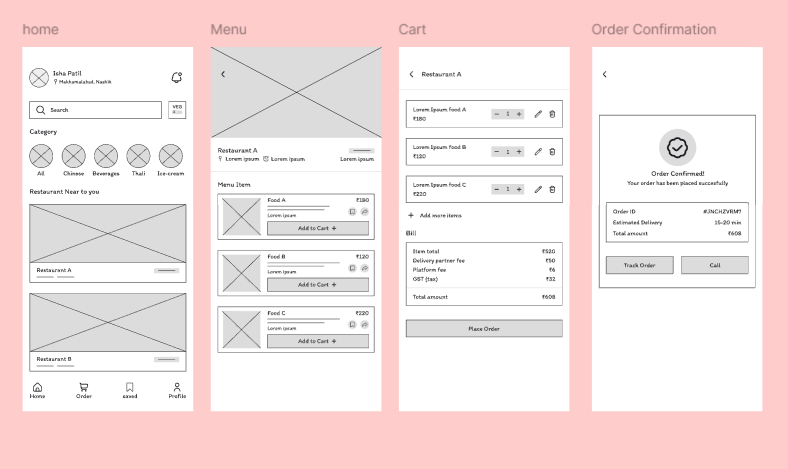 home
Isha Patil
Makhamalabad, Nashik
Search
VEG
Category
All
Chinese
Beverages
Thali
Ice-cream
Restaurant Near to you
Restaurant A
Restaurant B
Home
Order
saved
Profile
Menu
Restaurant A
Lorem ipsum
Lorem ipsum
Lorem ipsum
Menu Item
Food A ₹180
Lorem ipsum
Add to Cart +
Food B ₹120
Lorem ipsum
Add to Cart +
Food C ₹220
Lorem ipsum
Add to Cart +
Cart
Restaurant A
Lorem Ipsum food A
₹180
− 1 +
Lorem Ipsum food B
₹120
− 1 +
Lorem Ipsum food C
₹220
− 1 +
+ Add more items
Bill
Item total ₹520
Delivery partner fee ₹50
Platform fee ₹6
GST (tax) ₹32
Total amount ₹608
Place Order
Order Confirmation
Order Confirmed!
Your order has been placed succesfully
Order ID #JNCHZVRM?
Estimated Delivery 15-20 min
Total amount ₹608
Track Order
Call